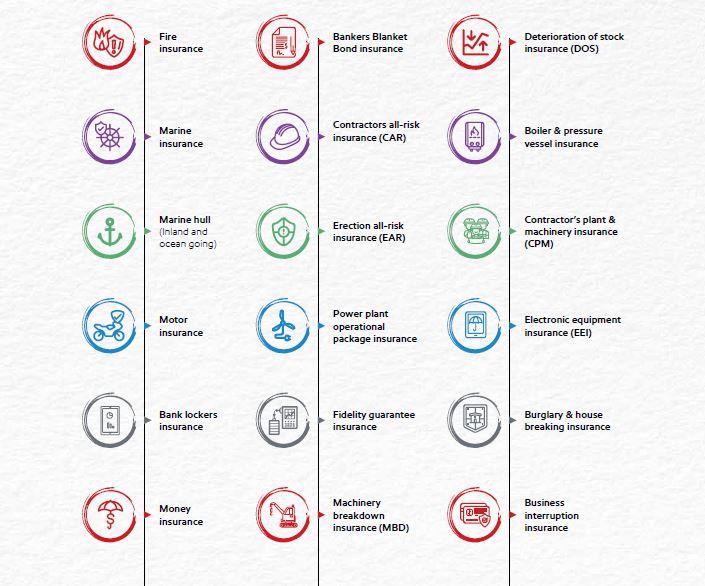 Fire
insurance
Bankers Blanket
Bond insurance
Deterioration of stock
insurance (DOS)
Marine
insurance
Contractors all-risk
insurance (CAR)
Boiler & pressure
vessel insurance
Marine hull
(Inland and
ocean going)
Erection all-risk
insurance (EAR)
Contractor's plant &
machinery insurance
(CPM)
Motor
insurance
Power plant
operational
package insurance
Electronic equipment
insurance (EEI)
Bank lockers
insurance
Fidelity guarantee
insurance
Burglary & house
breaking insurance
Money
insurance
Machinery
breakdown
insurance (MBD)
Business
interruption
insurance